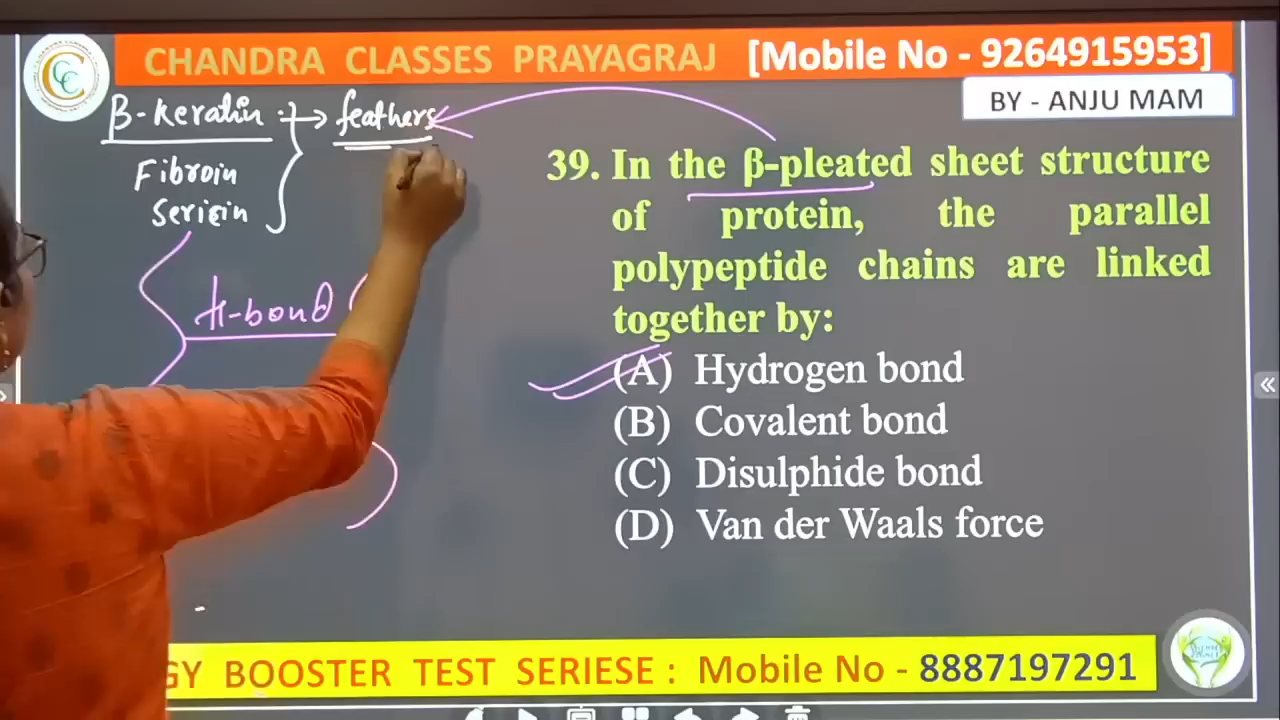 CHANDRA CLASSES PRAYAGRAJ [Mobile No - 9264915953]
BY - ANJU MAM
β-Keratin → feathers
Fibroin
Sericin
H-bond
39. In the β-pleated sheet structure
of protein, the parallel
polypeptide chains are linked
together by:
(A) Hydrogen bond
(B) Covalent bond
(C) Disulphide bond
(D) Van der Waals force
GY BOOSTER TEST SERIESE : Mobile No - 8887197291